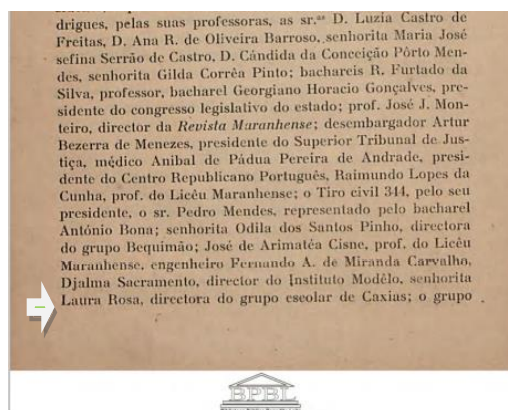 drigues, pelas suas professoras, as sr.as D. Luzia Castro de
Freitas, D. Ana R. de Oliveira Barroso, senhorita Maria José
sefina Serrão de Castro, D. Cándida da Conceição Pôrto Men-
des, senhorita Gilda Corrêa Pinto; bachareis R. Furtado da
Silva, professor, bacharel Georgiano Horacio Gonçalves, pre-
sidente do congresso legislativo do estado; prof. José J. Mon-
teiro, director da Revista Maranhense; desembargador Artur
Bezerra de Menezes, presidente do Superior Tribunal de Jus-
tiça, médico Anibal de Pádua Pereira de Andrade, presi-
dente do Centro Republicano Português, Raimundo Lopes da
Cunha, prof. do Licêu Maranhense; o Tiro civil 344, pelo seu
presidente, o sr. Pedro Mendes, representado pelo bacharel
António Bona; senhorita Odila dos Santos Pinho, directora
do grupo Bequimão; José de Arimatéa Cisne, prof. do Licêu
Maranhense, engenheiro Fernando A. de Miranda Carvalho,
Djalma Sacramento, director do Instituto Modêlo, senhorita
Laura Rosa, directora do grupo escolar de Caxias; o grupo
BPBL